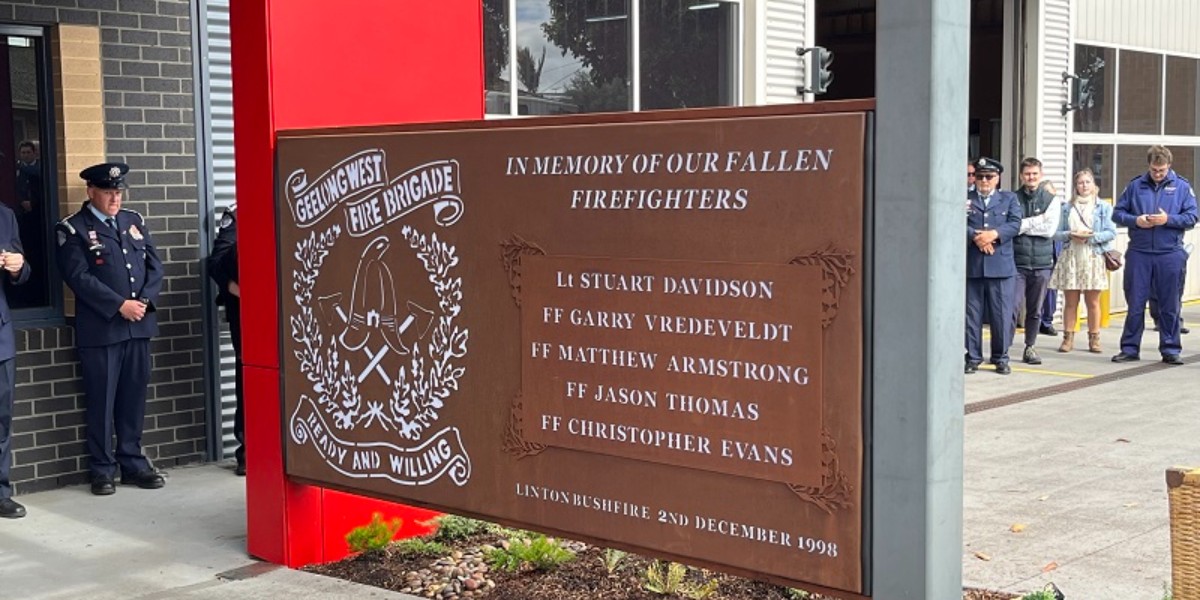 GEELONG WEST
FIRE BRIGADE
READY AND WILLING
IN MEMORY OF OUR FALLEN
FIREFIGHTERS
Lt STUART DAVIDSON
FF GARRY VREDEVELDT
FF MATTHEW ARMSTRONG
FF JASON THOMAS
FF CHRISTOPHER EVANS
LINTON BUSHFIRE 2ND DECEMBER 1998